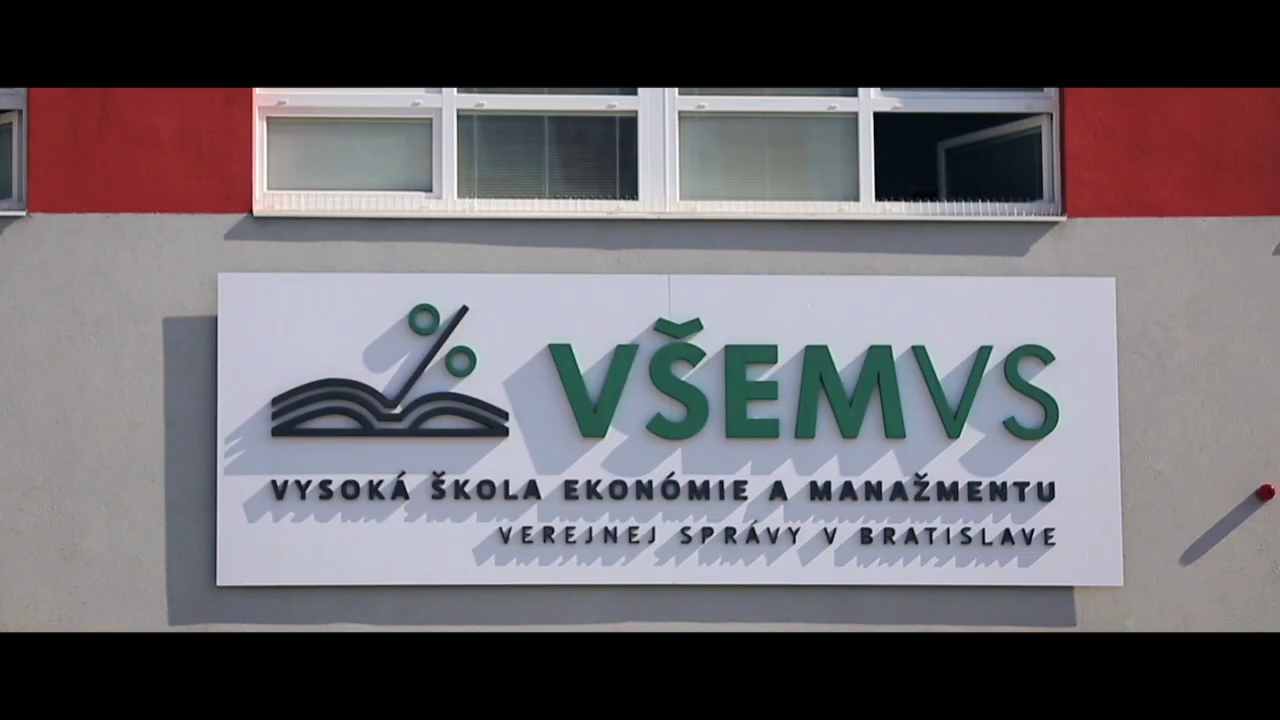 VŠEMVS
VYSOKÁ ŠKOLA EKONÓMIE A MANAŽMENTU
VEREJNEJ SPRÁVY V BRATISLAVE